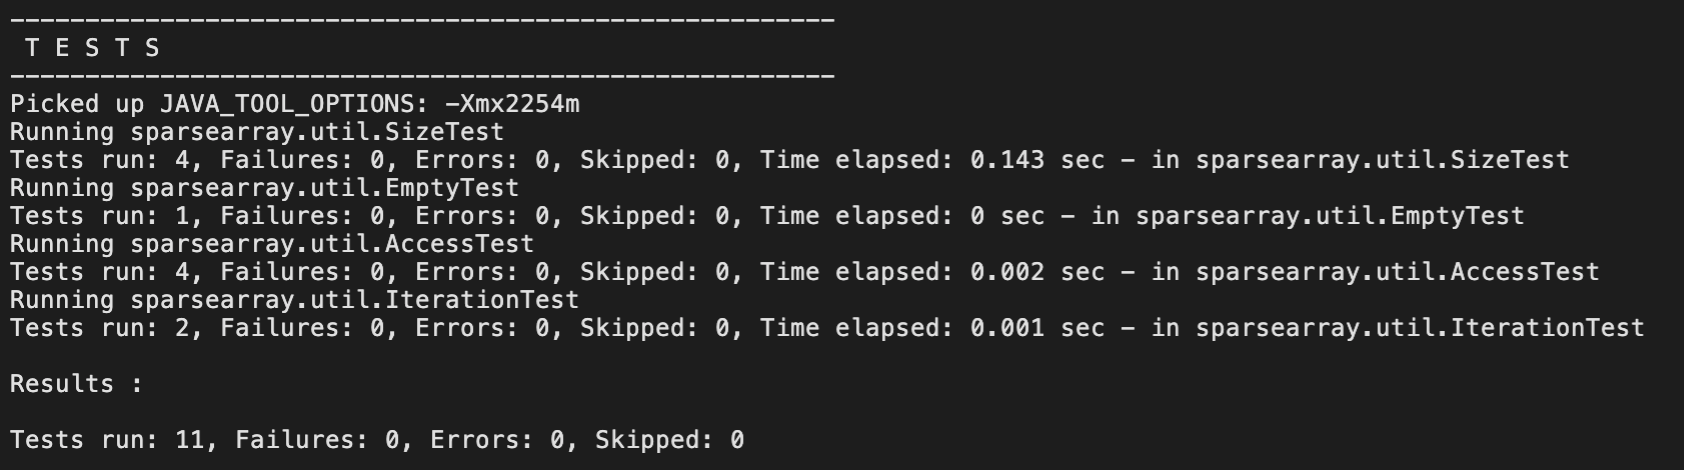 -------------------------------------------------------
 T E S T S
-------------------------------------------------------
Picked up JAVA_TOOL_OPTIONS: -Xmx2254m
Running sparsearray.util.SizeTest
Tests run: 4, Failures: 0, Errors: 0, Skipped: 0, Time elapsed: 0.143 sec - in sparsearray.util.SizeTest
Running sparsearray.util.EmptyTest
Tests run: 1, Failures: 0, Errors: 0, Skipped: 0, Time elapsed: 0 sec - in sparsearray.util.EmptyTest
Running sparsearray.util.AccessTest
Tests run: 4, Failures: 0, Errors: 0, Skipped: 0, Time elapsed: 0.002 sec - in sparsearray.util.AccessTest
Running sparsearray.util.IterationTest
Tests run: 2, Failures: 0, Errors: 0, Skipped: 0, Time elapsed: 0.001 sec - in sparsearray.util.IterationTest
Results :
Tests run: 11, Failures: 0, Errors: 0, Skipped: 0